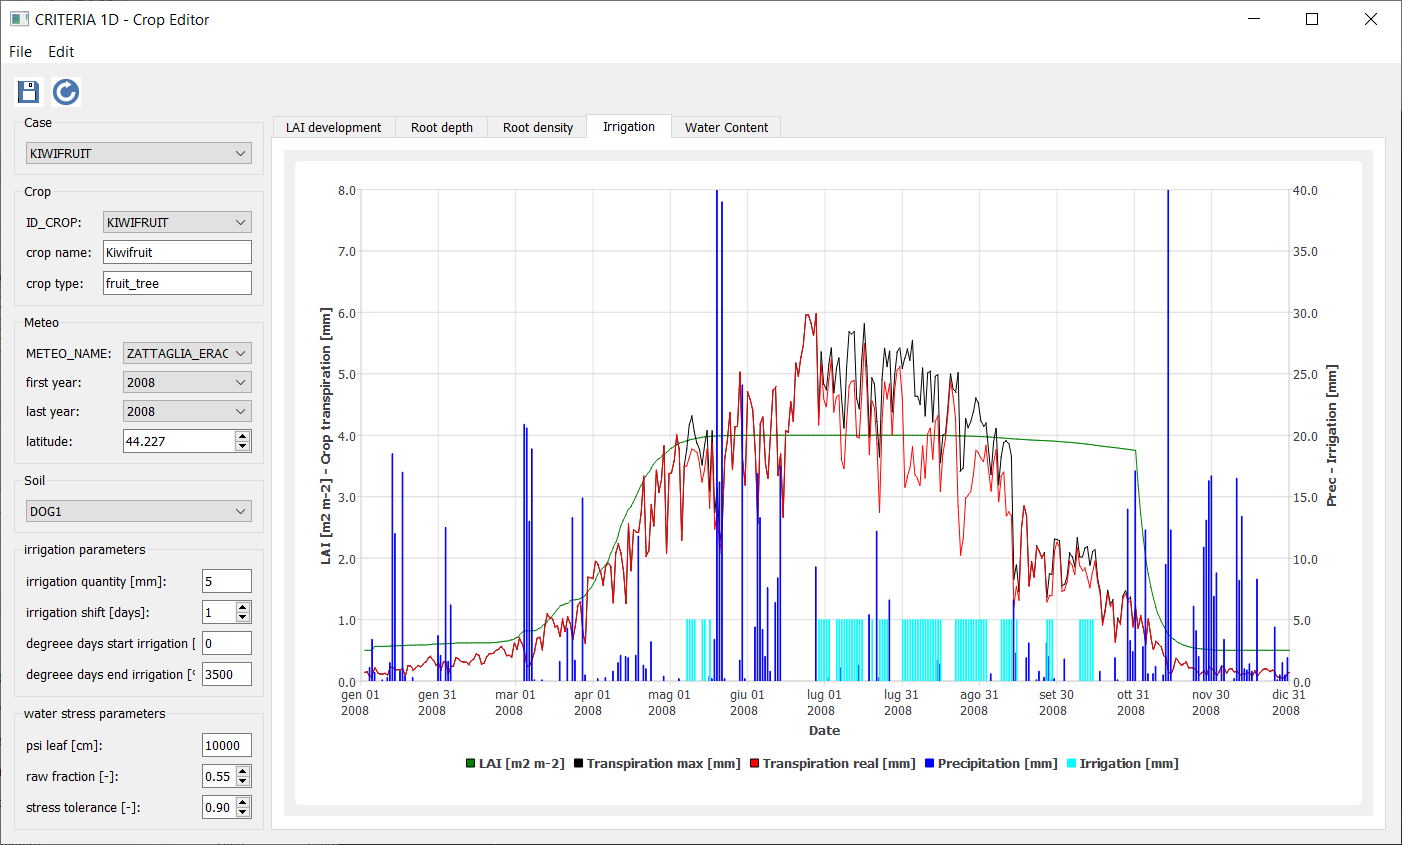 CRITERIA 1D - Crop Editor
File Edit
Case
KIWIFRUIT
Crop
ID_CROP: KIWIFRUIT
crop name: Kiwifruit
crop type: fruit_tree
Meteo
METEO_NAME: ZATTAGLIA_ERAC
first year: 2008
last year: 2008
latitude: 44.227
Soil
DOG1
irrigation parameters
irrigation quantity [mm]: 5
irrigation shift [days]: 1
degreee days start irrigation [ 0
degreee days end irrigation [° 3500
water stress parameters
psi leaf [cm]: 10000
raw fraction [-]: 0.55
stress tolerance [-]: 0.90
LAI development Root depth Root density Irrigation Water Content
LAI [m2 m-2] - Crop transpiration [mm]
8.0
7.0
6.0
5.0
4.0
3.0
2.0
1.0
0.0
40.0
35.0
30.0
25.0
20.0
15.0
10.0
5.0
0.0
Prec - Irrigation [mm]
gen 01 gen 31 mar 01 apr 01 mag 01 giu 01 lug 01 lug 31 ago 31 set 30 ott 31 nov 30 dic 31
2008 2008 2008 2008 2008 2008 2008 2008 2008 2008 2008 2008 2008
Date
LAI [m2 m-2] Transpiration max [mm] Transpiration real [mm] Precipitation [mm] Irrigation [mm]